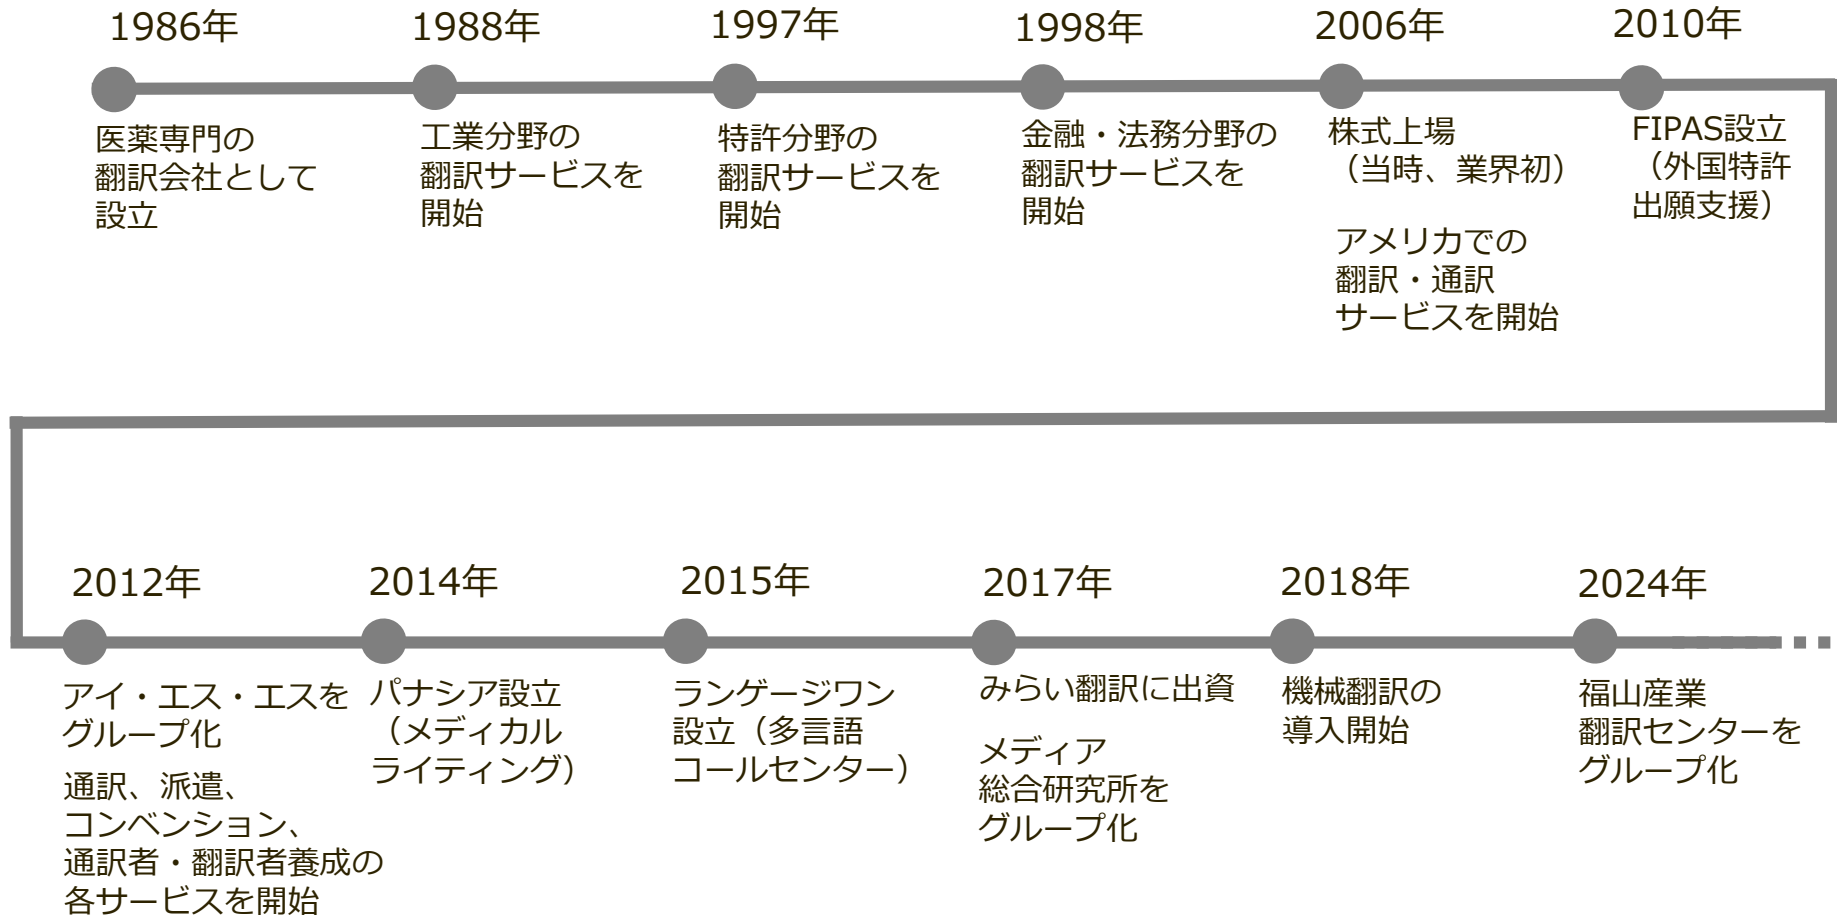 1986年
医薬専門の
翻訳会社として
設立
1988年
工業分野の
翻訳サービスを
開始
1997年
特許分野の
翻訳サービスを
開始
1998年
金融・法務分野の
翻訳サービスを
開始
2006年
株式上場
（当時、業界初）
アメリカでの
翻訳・通訳
サービスを開始
2010年
FIPAS設立
（外国特許
出願支援）
2012年
アイ・エス・エスを
グループ化
通訳、派遣、
コンベンション、
通訳者・翻訳者養成の
各サービスを開始
2014年
パナシア設立
（メディカル
ライティング）
2015年
ランゲージワン
設立（多言語
コールセンター）
2017年
みらい翻訳に出資
メディア
総合研究所を
グループ化
2018年
機械翻訳の
導入開始
2024年
福山産業
翻訳センターを
グループ化